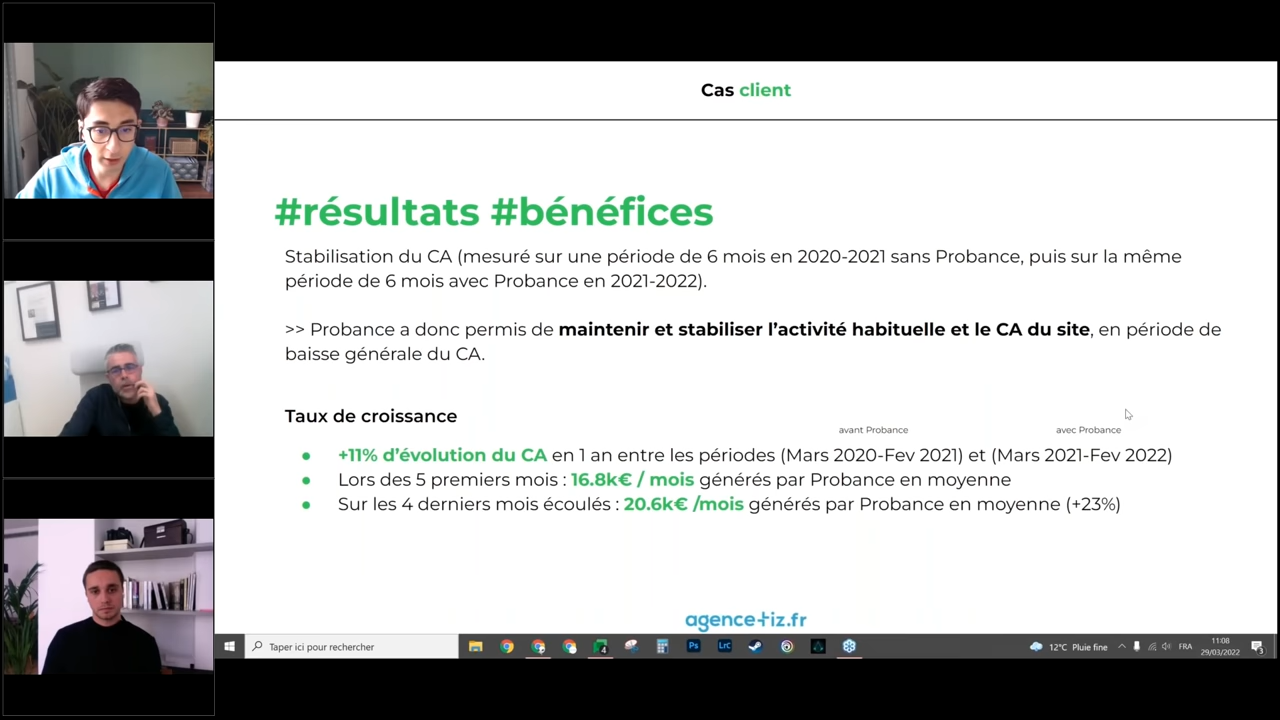 Cas client
#résultats #bénéfices
Stabilisation du CA (mesuré sur une période de 6 mois en 2020-2021 sans Probance, puis sur la même
période de 6 mois avec Probance en 2021-2022).
>> Probance a donc permis de maintenir et stabiliser l’activité habituelle et le CA du site, en période de
baisse générale du CA.
Taux de croissance
avant Probance
avec Probance
● +11% d’évolution du CA en 1 an entre les périodes (Mars 2020-Fev 2021) et (Mars 2021-Fev 2022)
● Lors des 5 premiers mois : 16.8k€ / mois générés par Probance en moyenne
● Sur les 4 derniers mois écoulés : 20.6k€ /mois générés par Probance en moyenne (+23%)
agence-tiz.fr
Taper ici pour rechercher
4
Ps
LrC
12°C Pluie fine
FRA
11:08
29/03/2022
3